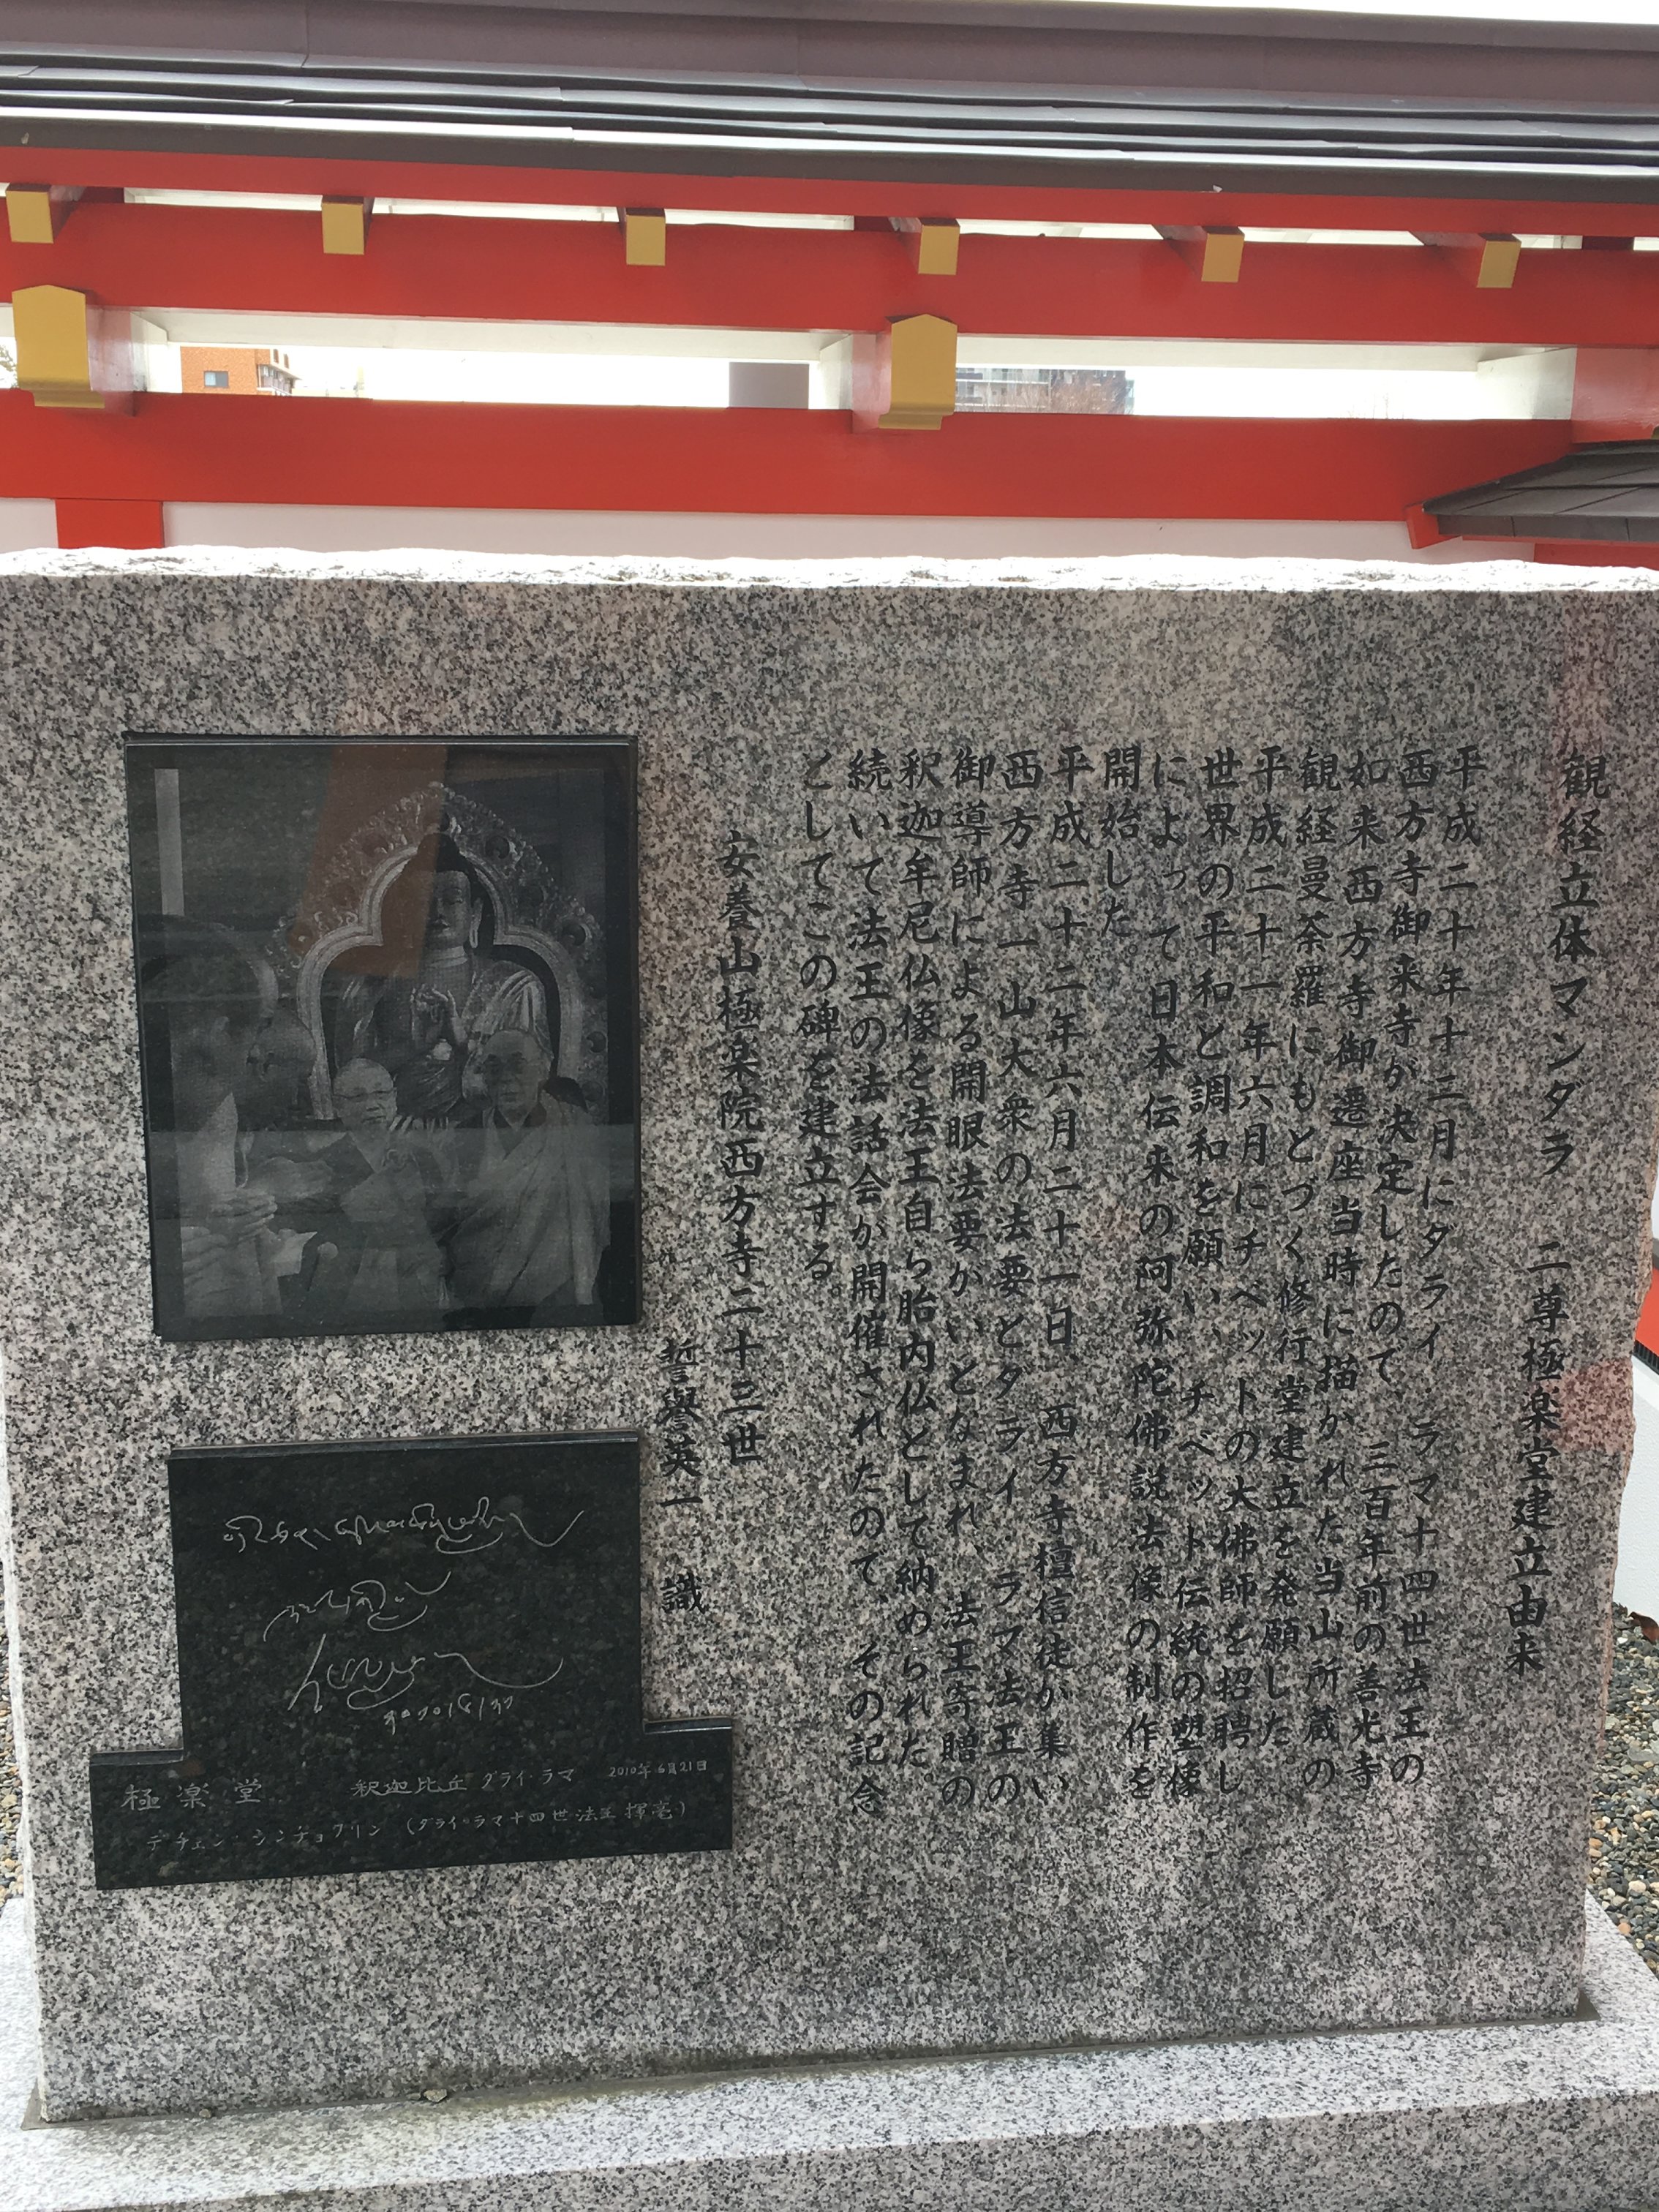 観経立体マンダラ 二尊極楽堂建立由来
平成二十年十二月にダライ・ラマ十四世法王の
西方寺御来寺が決定したので、三百年前の善光寺
如来西方寺御遷座当時に描かれた当山所蔵の
観経曼荼羅にもとづく修行堂建立を発願した。
平成二十一年六月にチベットの大佛師を招聘し
世界の平和と調和を願い、チベット伝統の塑像
によって日本伝来の阿弥陀佛説法像の制作を
開始した。
平成二十二年六月二十一日、西方寺檀信徒が集い
西方寺一山大衆の法要とダライ・ラマ法王の
御導師による開眼法要がいとなまれ、法王寄贈の
釈迦牟尼仏像を法王自ら胎内仏として納められた。
続いて法王の法話会が開催されたので、その記念
としてこの碑を建立する。
安養山極楽院西方寺二十三世
誓譽英一 識
極楽堂 釈迦比丘 ダライ・ラマ 2010年6月21日
デチェン・シンチョクリン (ダライ・ラマ十四世法王揮毫)